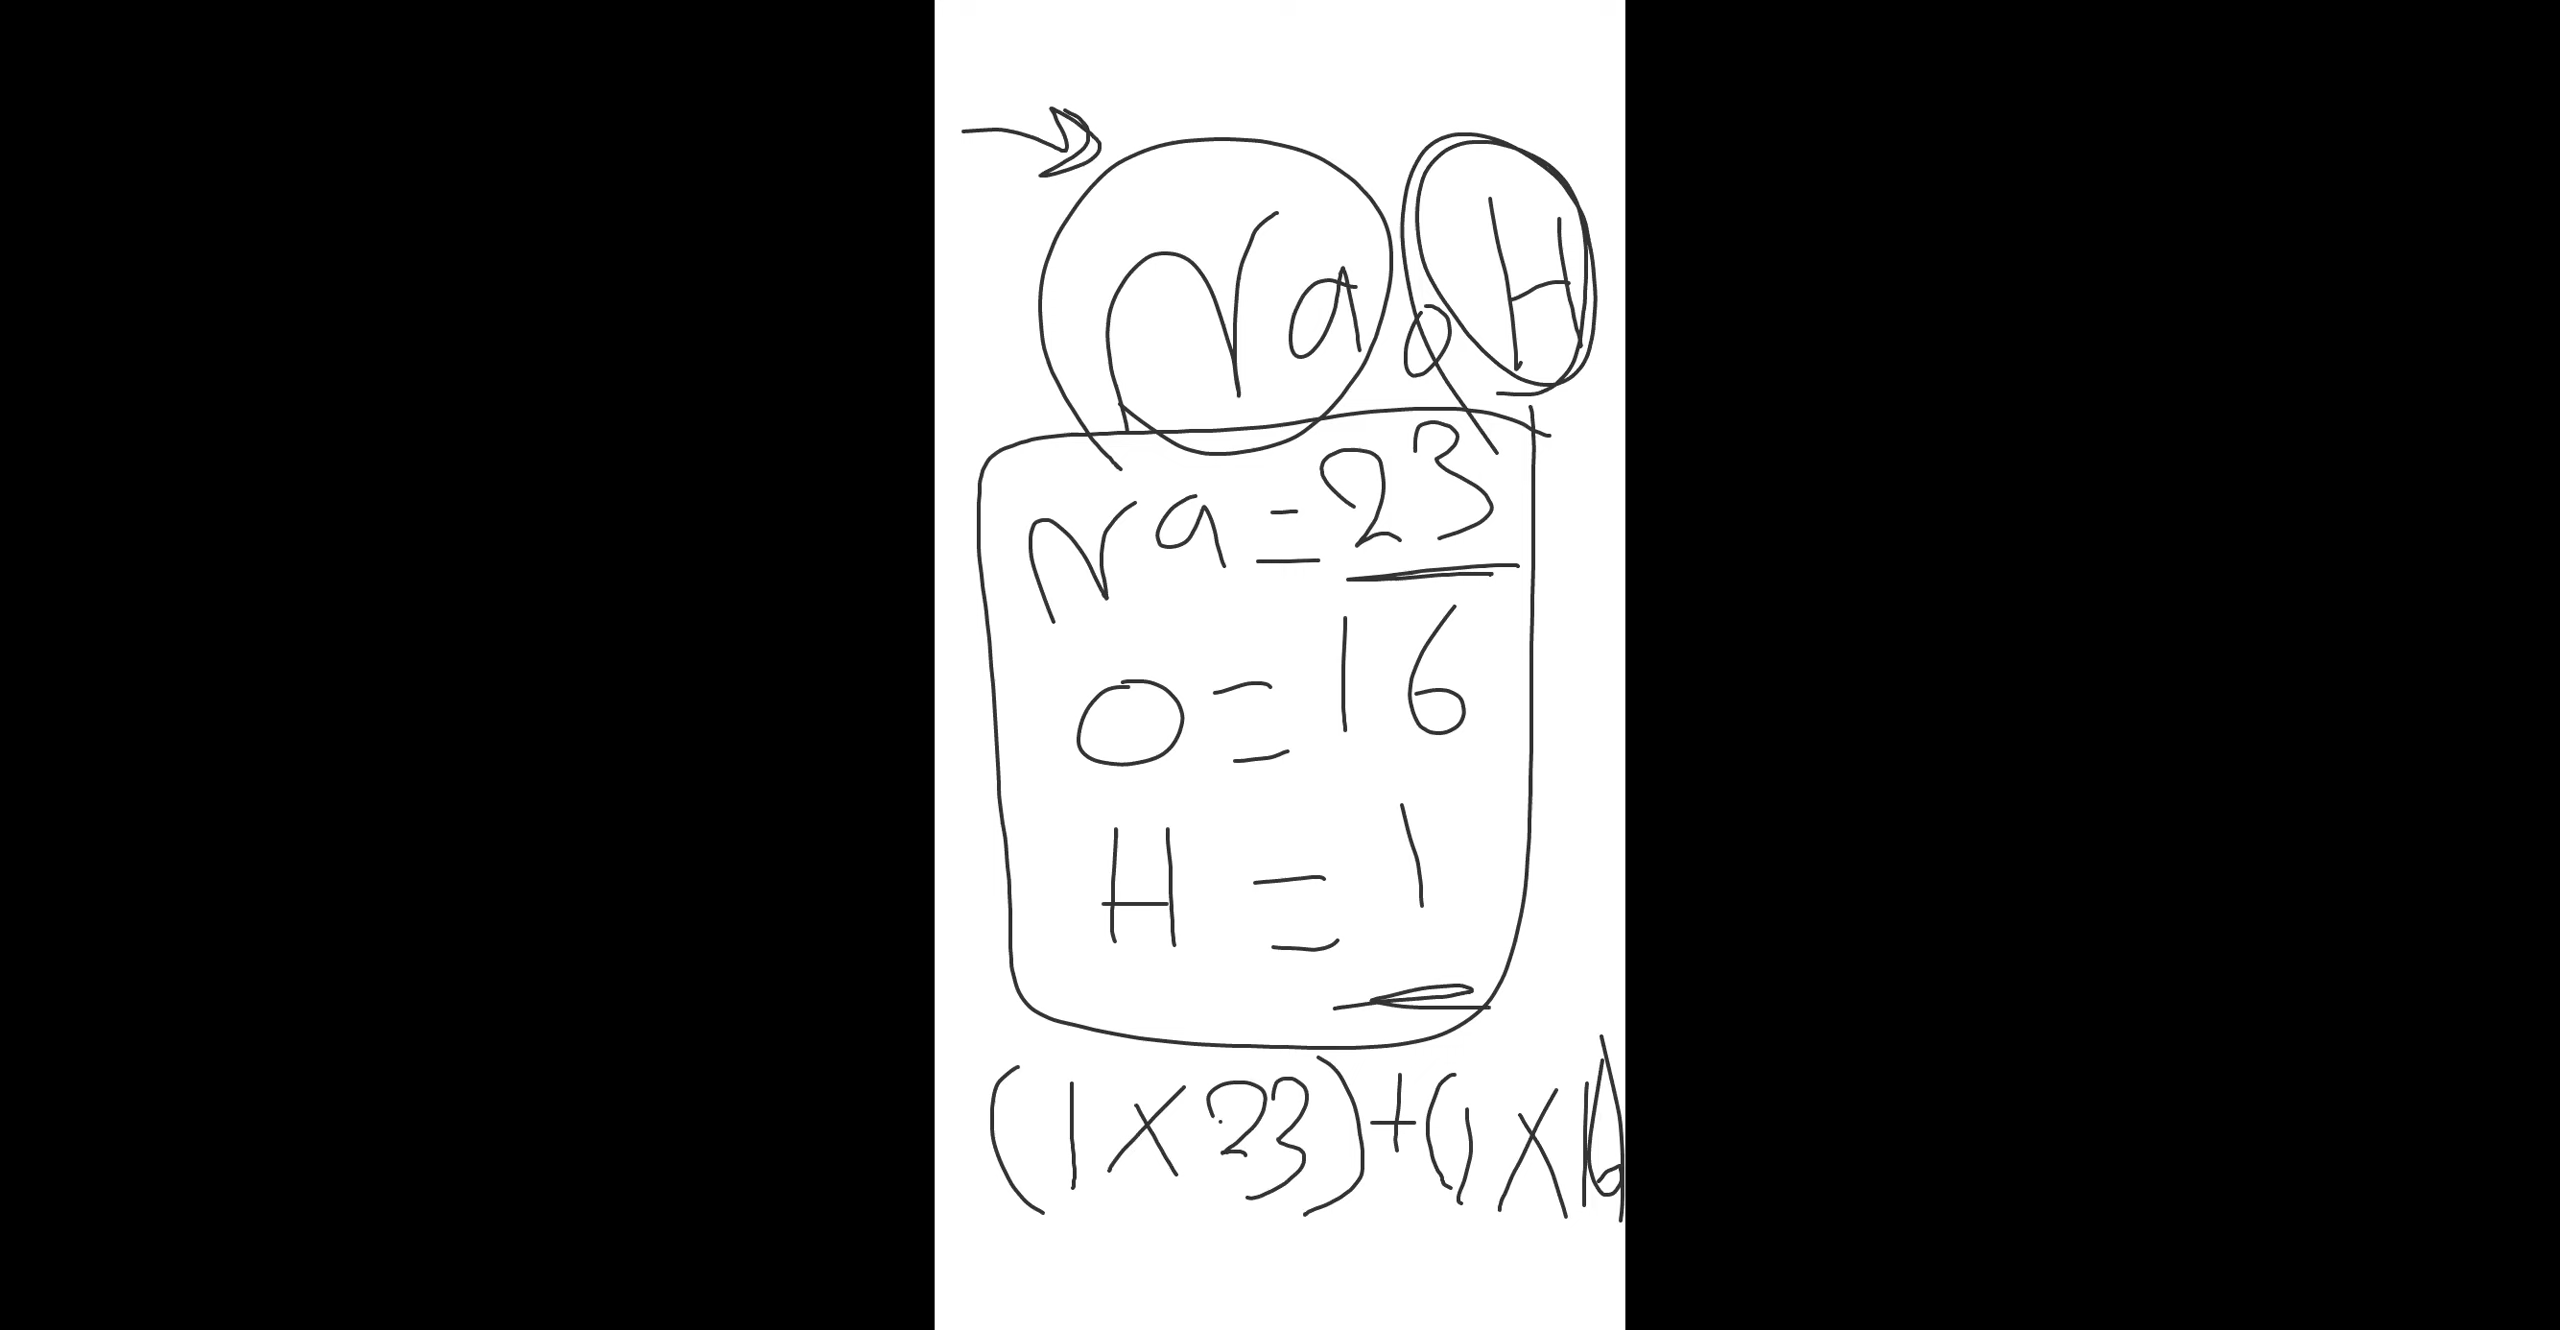 NaOH
Na = 23
O = 16
H = 1
(1 × 23) + (1 × 16)